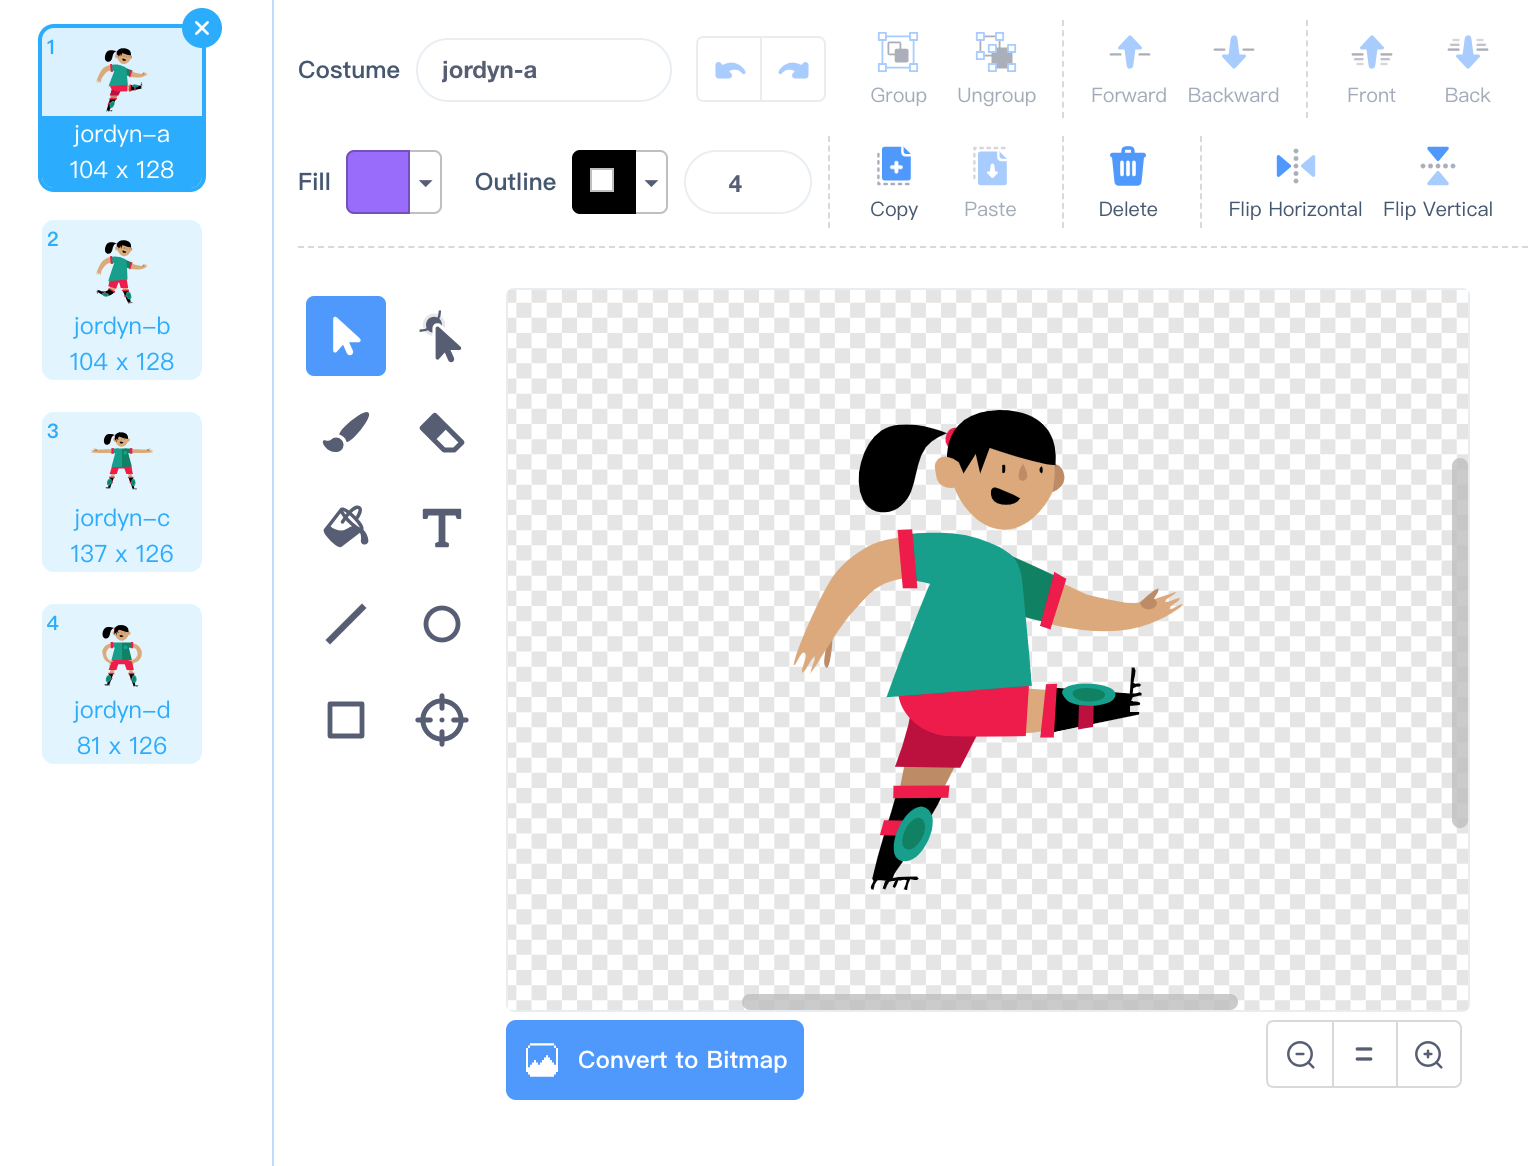 1
jordyn-a
104 x 128
2
jordyn-b
104 x 128
3
jordyn-c
137 x 126
4
jordyn-d
81 x 126
Costume jordyn-a
Group Ungroup Forward Backward Front Back
Fill Outline 4
Copy Paste Delete Flip Horizontal Flip Vertical
T
Convert to Bitmap